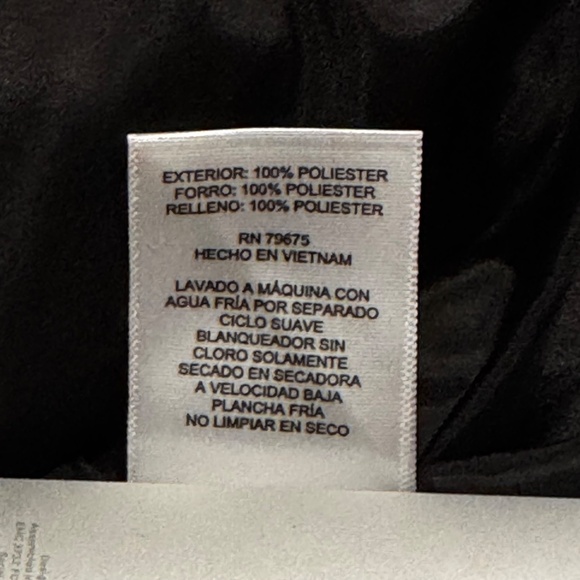 EXTERIOR: 100% POLIESTER
FORRO: 100% POLIESTER
RELLENO: 100% POLIESTER
RN 79675
HECHO EN VIETNAM
LAVADO A MÁQUINA CON
AGUA FRÍA POR SEPARADO
CICLO SUAVE
BLANQUEADOR SIN
CLORO SOLAMENTE
SECADO EN SECADORA
A VELOCIDAD BAJA
PLANCHA FRÍA
NO LIMPIAR EN SECO